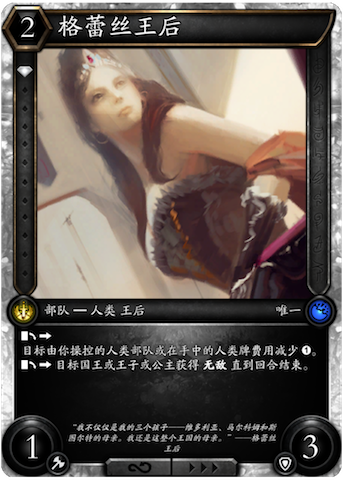 2 格蕾丝王后
部队 — 人类 王后 唯一
目标由你操控的人类部队或在手中的人类牌费用减少❶。
目标国王或王子或公主获得 无敌 直到回合结束。
"我不仅仅是我的三个孩子——维多利亚、马尔科姆和斯
图尔特的母亲。我还是这整个王国的母亲。"——格蕾丝
王后
1 3